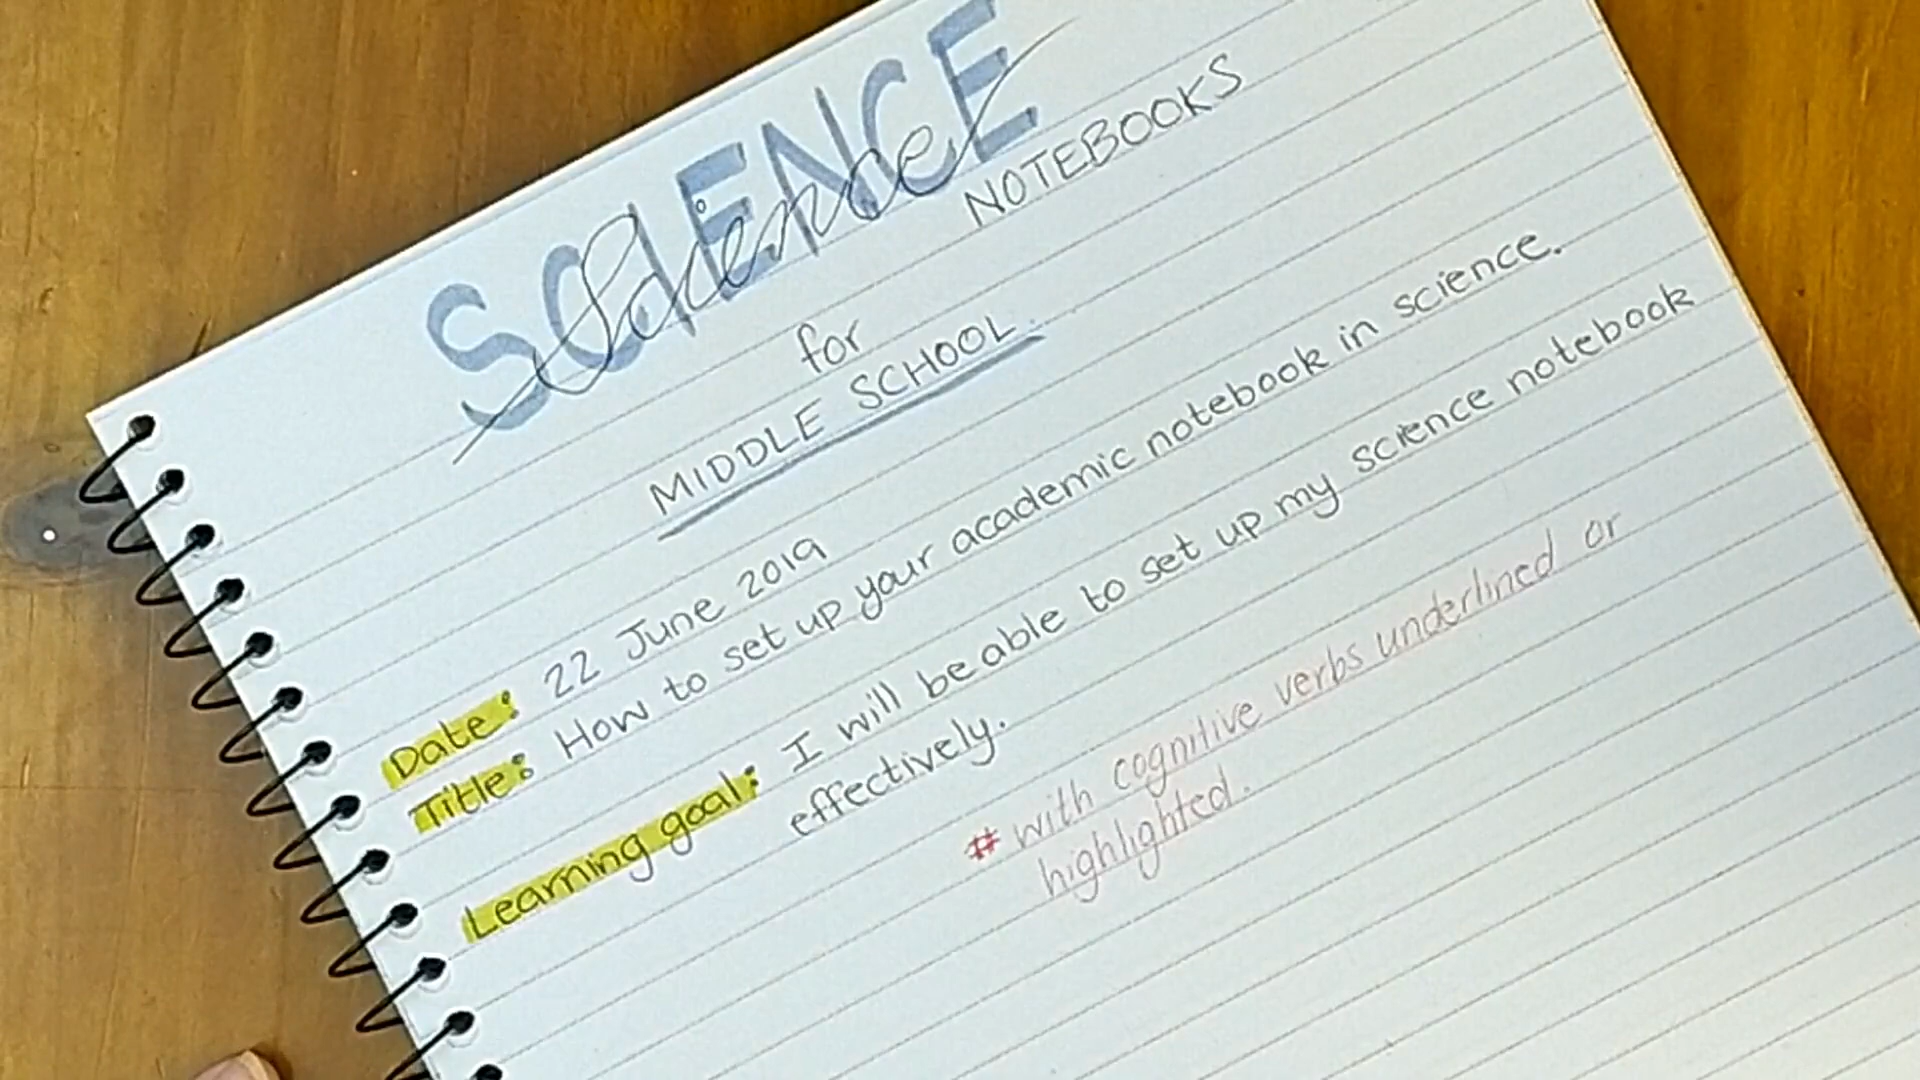 SCIENCE
Science
NOTEBOOKS
for
MIDDLE SCHOOL.
Date: 22 June 2019
Title: How to set up your academic notebook in science.
Learning goal: I will be able to set up my science notebook
effectively.
# with cognitive verbs underlined or
highlighted.